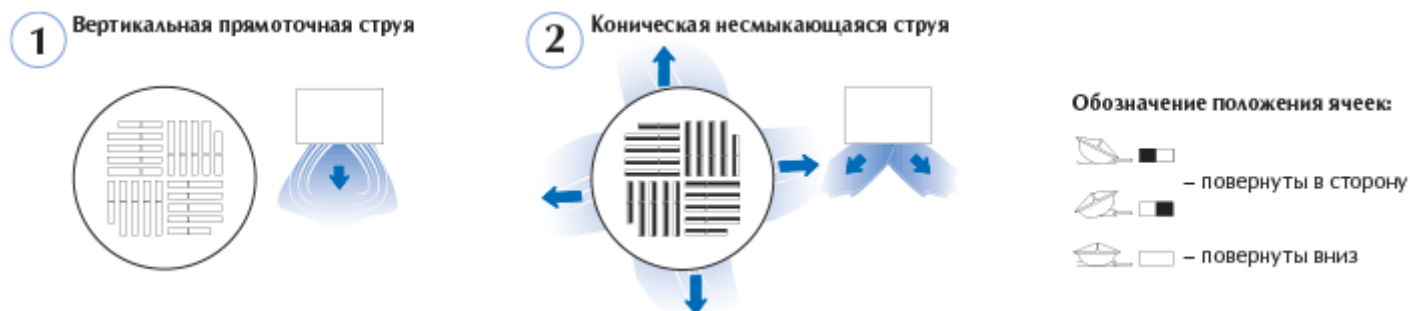 1 Вертикальная прямоточная струя
2 Коническая несмыкающаяся струя
Обозначение положения ячеек:
– повернуты в сторону
– повернуты вниз